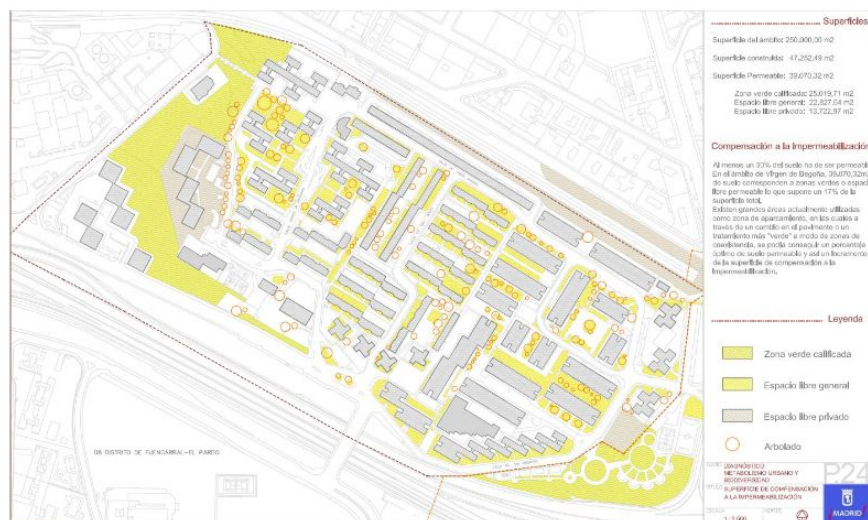 Superficies
Superficie del ámbito: 250,000,00 m2
Superficie construida: 47.252,49 m2
Superficie Permeable: 39,070,32 m2
Zona verde calificada: 25.019,71 m2
Espacio libre general: 22,827,64 m2
Espacio libre privado: 13,722,97 m2
Compensación a la Impermeabilización
Al menos un 30% del suelo ha de ser permeable
En el ámbito de Virgen de Begoña, 39,070,32m
de suelo corresponden a zonas verdes o espaci
libre permeable lo que supone un 17% de la
superficie total.
Existen grandes áreas actualmente utilizadas
como zona de aparcamiento, en las cuales a
través de un cambio en el pavimento o un
tratamiento más "verde" a modo de zonas de
coexistencia, se podía conseguir un porcentaje
óptimo de suelo permeable y así un incremento
de la superficie de compensación a la
Impermeabilización.
Leyenda
Zona verde calificada
Espacio libre general
Espacio libre privado
Arbolado
08 DISTRITO DE FUENCARRAL-EL PARDO
DIAGNÓSTICO
METABOLISMO URBANO Y
BIODIVERSIDAD
SUPERFICIE DE COMPENSACIÓN
A LA IMPERMEABILIZACIÓN
P.24
MADRID